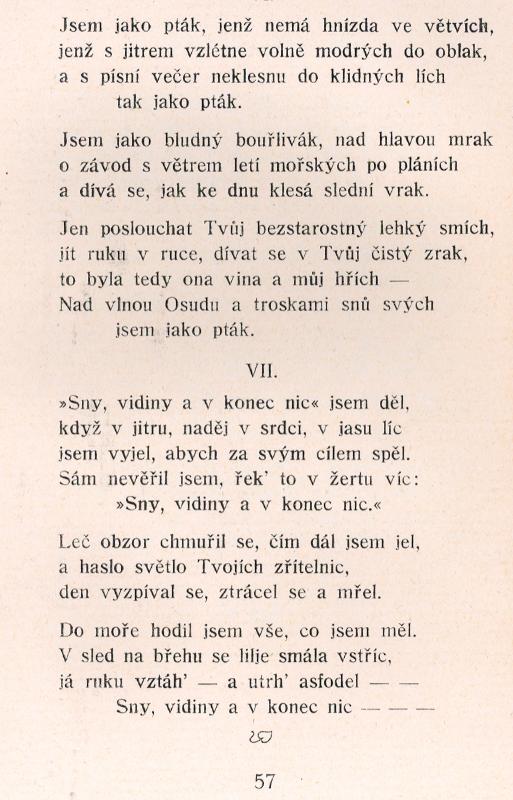 Jsem jako pták, jenž nemá hnízda ve větvích,
jenž s jitrem vzlétne volně modrých do oblak,
a s písní večer neklesnu do klidných lích
tak jako pták.
Jsem jako bludný bouřlivák, nad hlavou mrak
o závod s větrem letí mořských po pláních
a dívá se, jak ke dnu klesá slední vrak.
Jen poslouchat Tvůj bezstarostný lehký smích,
jít ruku v ruce, dívat se v Tvůj čistý zrak,
to byla tedy ona vina a můj hřích —
Nad vlnou Osudu a troskami snů svých
jsem jako pták.
VII.
»Sny, vidiny a v konec nic« jsem děl,
když v jitru, naděj v srdci, v jasu líc
jsem vyjel, abych za svým cílem spěl.
Sám nevěřil jsem, řek' to v žertu víc:
»Sny, vidiny a v konec nic.«
Leč obzor chmuřil se, čím dál jsem jel,
a haslo světlo Tvojích zřítelnic,
den vyzpíval se, ztrácel se a mřel.
Do moře hodil jsem vše, co jsem měl.
V sled na břehu se lilje smála vstříc,
já ruku vztáh' — a utrh' asfodel — —
Sny, vidiny a v konec nic — — —
57